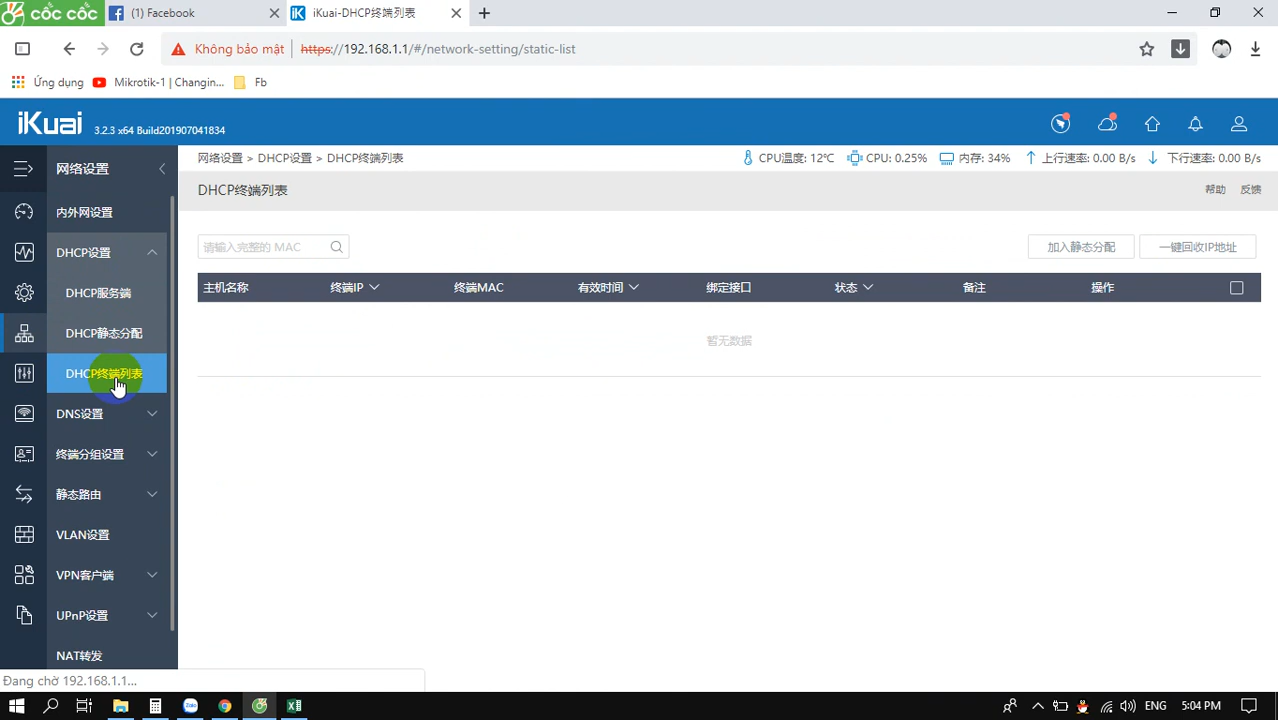 cốc cốc
(1) Facebook
iKuai-DHCP终端列表
Không bảo mật
https://192.168.1.1/#/network-setting/static-list
Ứng dụng
Mikrotik-1 | Changin...
Fb
iKuai 3.2.3 x64 Build201907041834
网络设置
网络设置 > DHCP设置 > DHCP终端列表
CPU温度: 12℃
CPU: 0.25%
内存: 34%
上行速率: 0.00 B/s
下行速率: 0.00 B/s
DHCP终端列表
帮助
反馈
内外网设置
DHCP设置
DHCP服务端
DHCP静态分配
DHCP终端列表
DNS设置
终端分组设置
静态路由
VLAN设置
VPN客户端
UPnP设置
NAT转发
请输入完整的 MAC
加入静态分配
一键回收IP地址
主机名称
终端IP
终端MAC
有效时间
绑定接口
状态
备注
操作
暂无数据
Đang chờ 192.168.1.1...
Zalo
ENG
5:04 PM